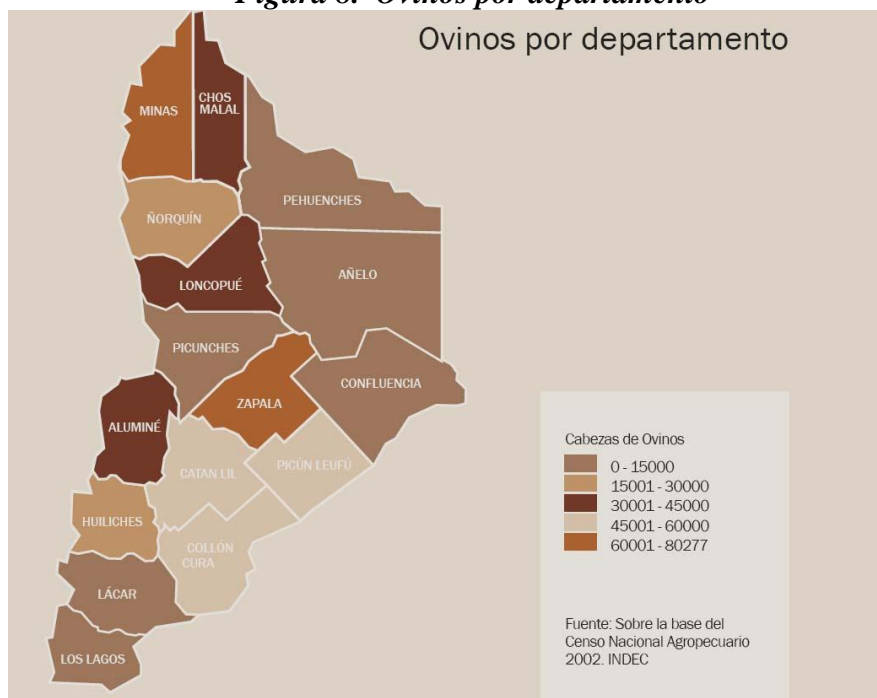 Figura 8. Ovinos por departamento
Ovinos por departamento
MINAS
CHOS
MALAL
PEHUENCHES
ÑORQUÍN
AÑELO
LONCOPUÉ
PICUNCHES
CONFLUENCIA
ZAPALA
ALUMINÉ
CATAN LIL
PICÚN LEUFÚ
HUILICHES
COLLÓN
CURA
LÁCAR
LOS LAGOS
Cabezas de Ovinos
0 - 15000
15001 - 30000
30001 - 45000
45001 - 60000
60001 - 80277
Fuente: Sobre la base del
Censo Nacional Agropecuario
2002. INDEC